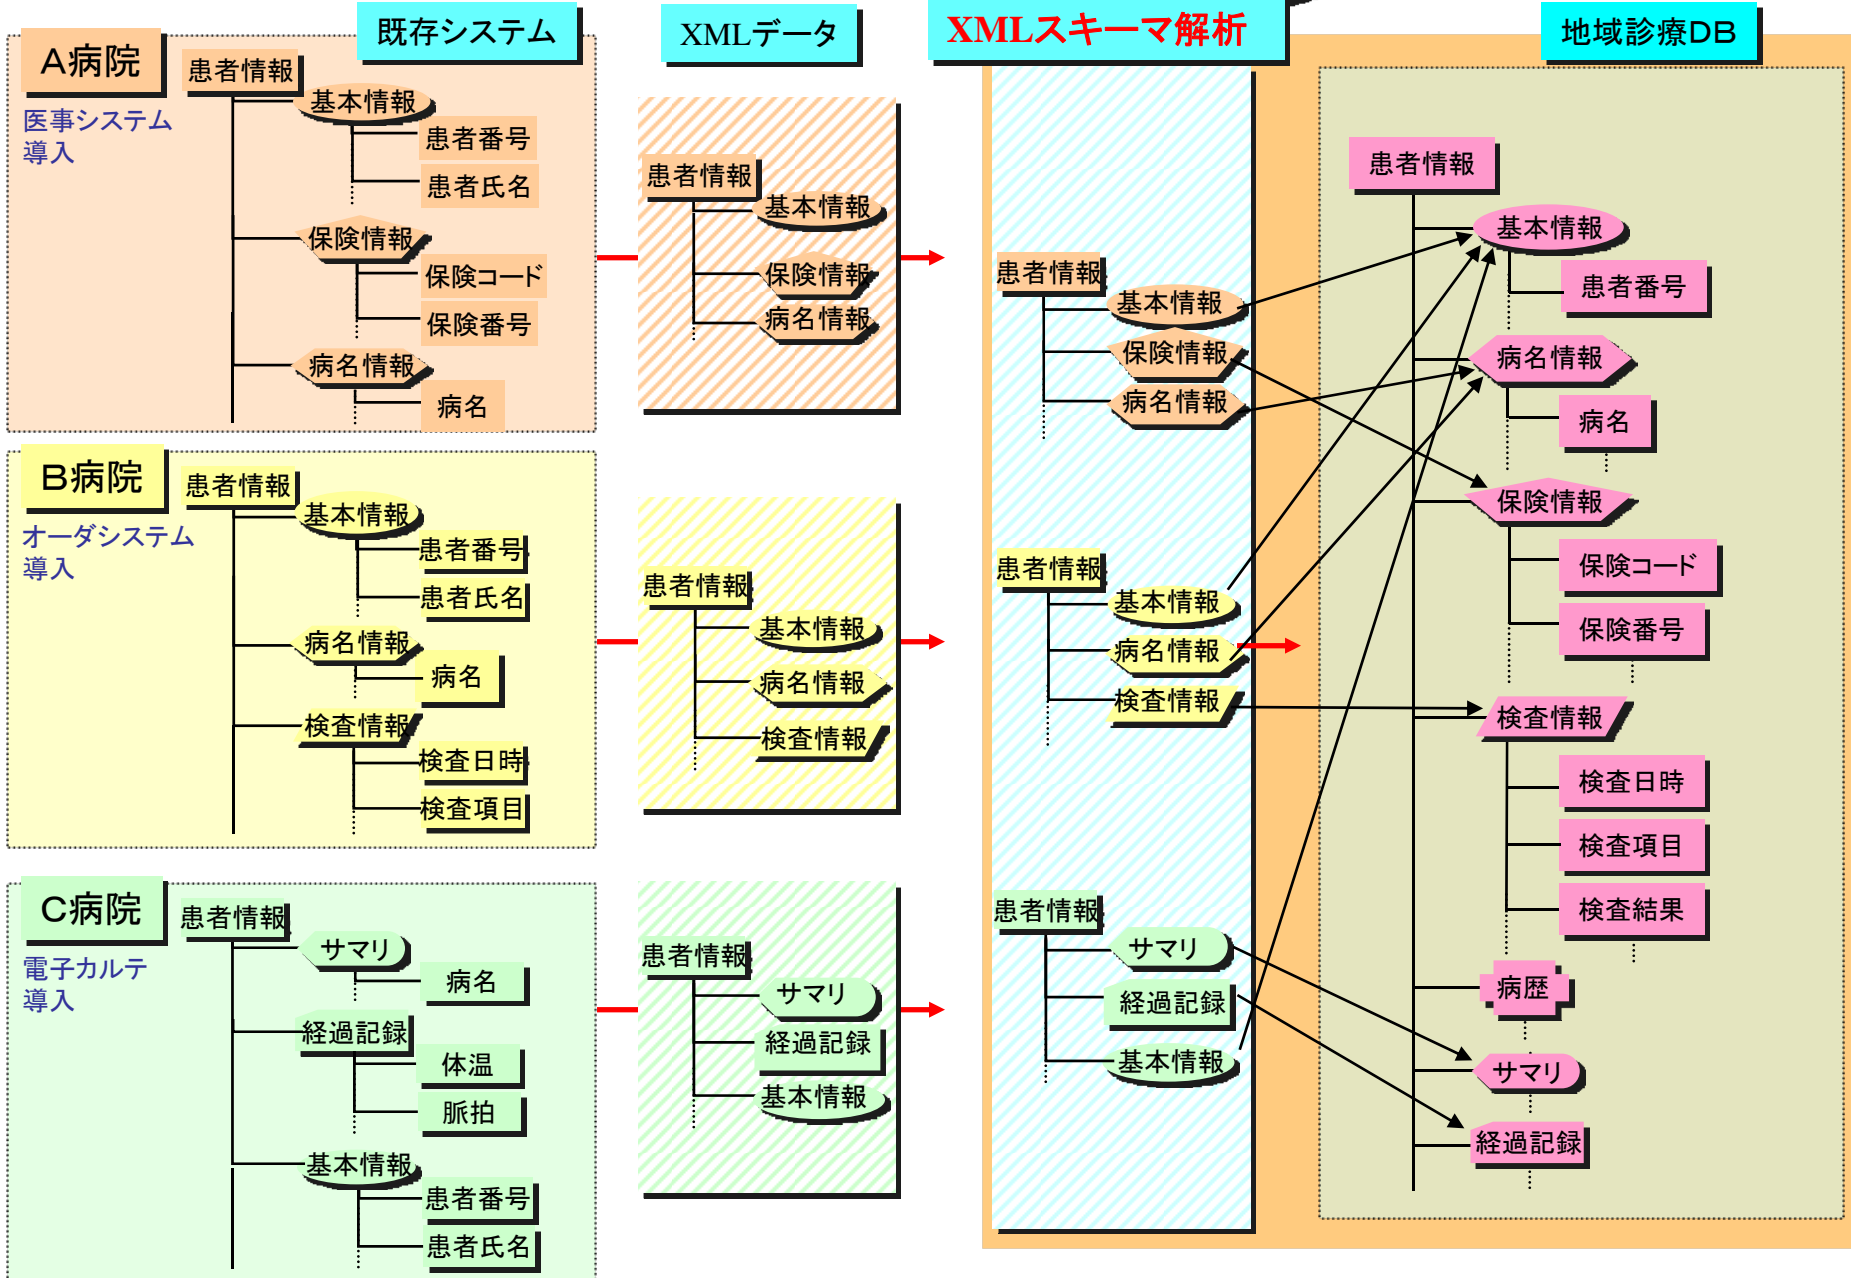 既存システム
XMLデータ
XMLスキーマ解析
地域診療DB
A病院
医事システム
導入
患者情報
基本情報
患者番号
患者氏名
保険情報
保険コード
保険番号
病名情報
病名
B病院
オーダシステム
導入
患者情報
基本情報
患者番号
患者氏名
病名情報
病名
検査情報
検査日時
検査項目
C病院
電子カルテ
導入
患者情報
サマリ
病名
経過記録
体温
脈拍
基本情報
患者番号
患者氏名
患者情報
基本情報
保険情報
病名情報
患者情報
基本情報
病名情報
検査情報
患者情報
サマリ
経過記録
基本情報
患者情報
基本情報
保険情報
病名情報
患者情報
基本情報
病名情報
検査情報
患者情報
サマリ
経過記録
基本情報
患者情報
基本情報
患者番号
病名情報
病名
保険情報
保険コード
保険番号
検査情報
検査日時
検査項目
検査結果
病歴
サマリ
経過記録